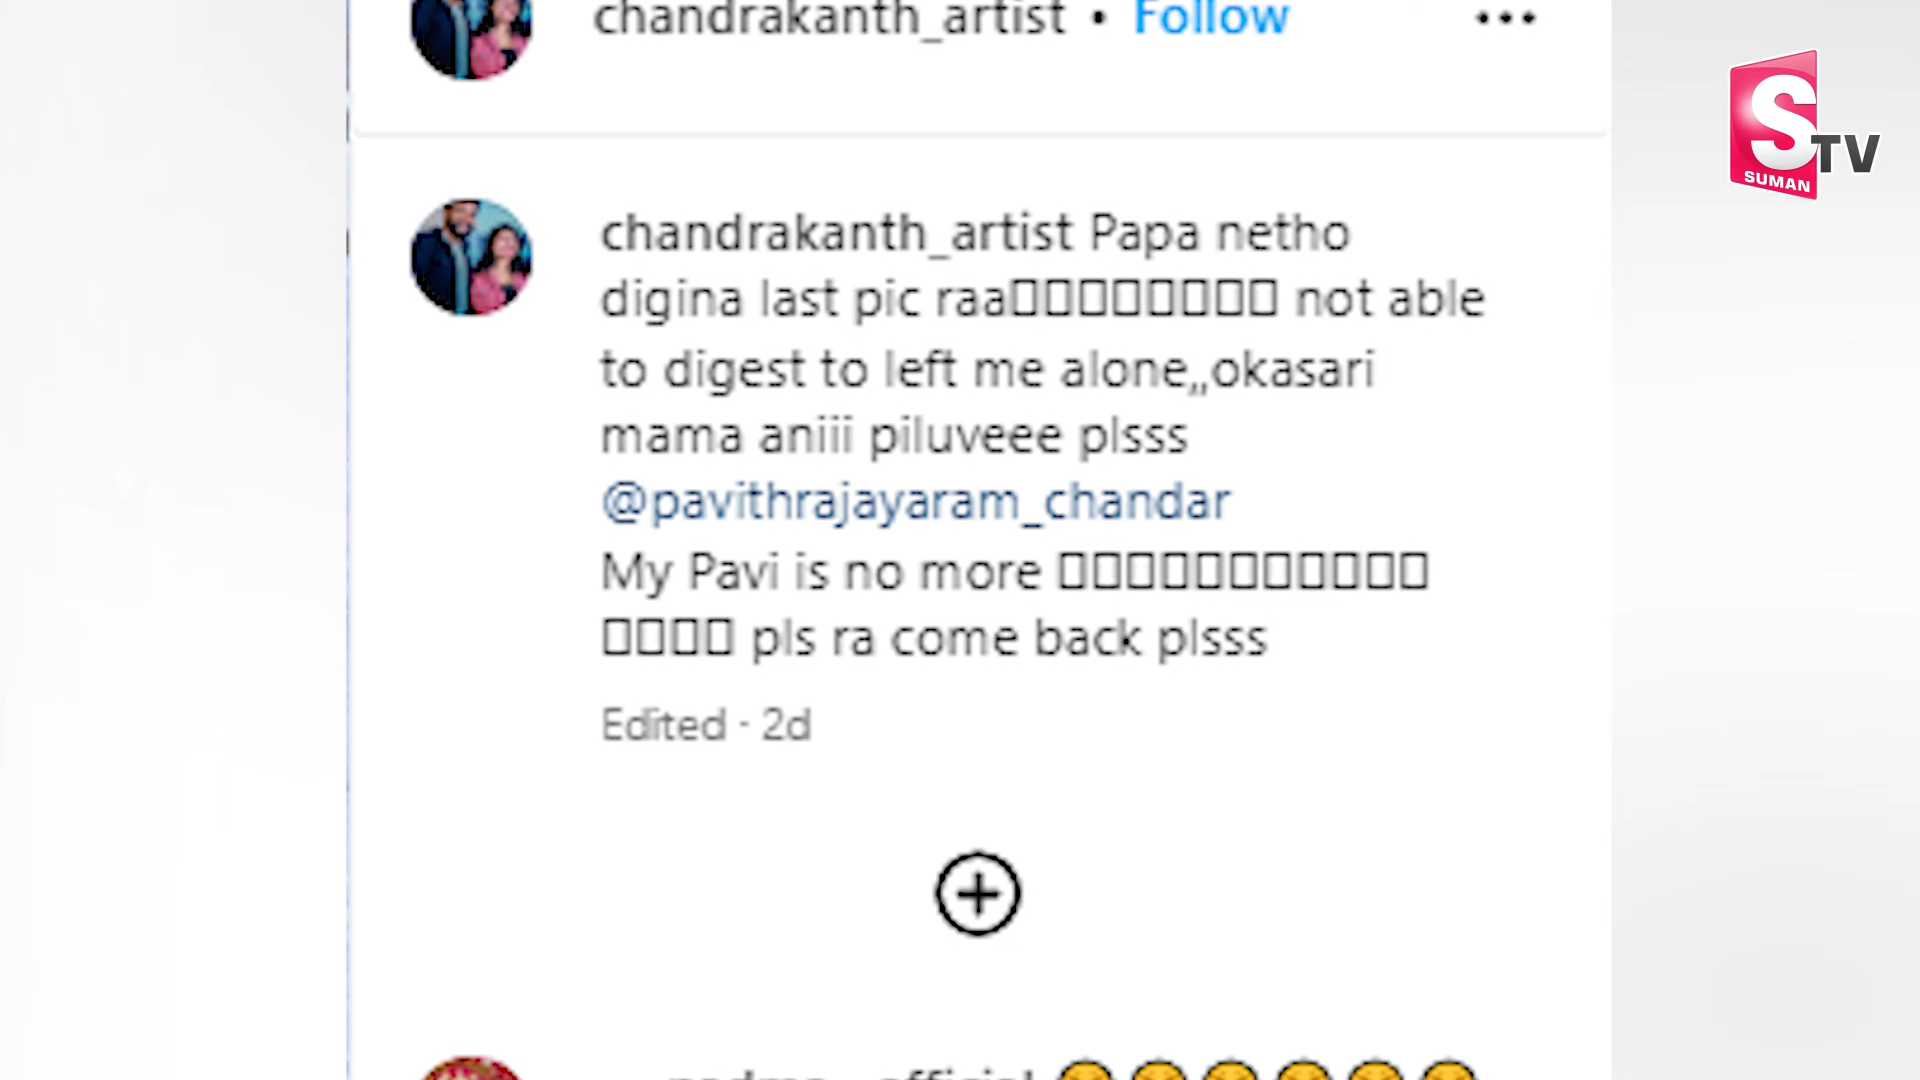 chandrakanth_artist • Follow
S TV
SUMAN
chandrakanth_artist Papa netho
digina last pic raa▯▯▯▯▯▯▯▯ not able
to digest to left me alone,,,okasari
mama aniii piluveee plsss
@pavithrajayaram_chandar
My Pavi is no more ▯▯▯▯▯▯▯▯▯▯▯
▯▯▯▯ pls ra come back plsss
Edited · 2d